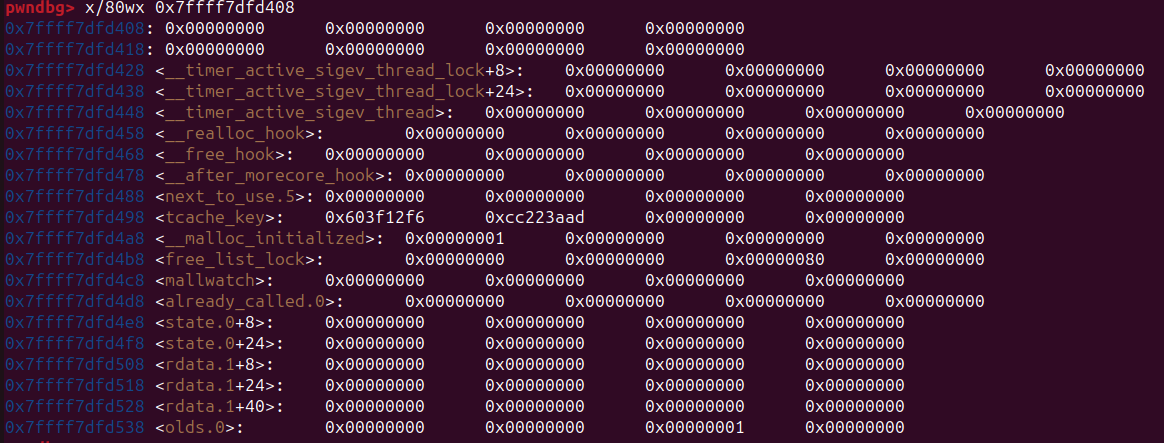 pwndbg> x/80wx 0x7ffff7dfd408
0x7ffff7dfd408: 0x00000000 0x00000000 0x00000000 0x00000000
0x7ffff7dfd418: 0x00000000 0x00000000 0x00000000 0x00000000
0x7ffff7dfd428 <__timer_active_sigev_thread_lock+8>: 0x00000000 0x00000000 0x00000000 0x00000000
0x7ffff7dfd438 <__timer_active_sigev_thread_lock+24>: 0x00000000 0x00000000 0x00000000 0x00000000
0x7ffff7dfd448 <__timer_active_sigev_thread>: 0x00000000 0x00000000 0x00000000 0x00000000
0x7ffff7dfd458 <__realloc_hook>: 0x00000000 0x00000000 0x00000000 0x00000000
0x7ffff7dfd468 <__free_hook>: 0x00000000 0x00000000 0x00000000 0x00000000
0x7ffff7dfd478 <__after_morecore_hook>: 0x00000000 0x00000000 0x00000000 0x00000000
0x7ffff7dfd488 <next_to_use.5>: 0x00000000 0x00000000 0x00000000 0x00000000
0x7ffff7dfd498 <tcache_key>: 0x603f12f6 0xcc223aad 0x00000000 0x00000000
0x7ffff7dfd4a8 <__malloc_initialized>: 0x00000001 0x00000000 0x00000000 0x00000000
0x7ffff7dfd4b8 <free_list_lock>: 0x00000000 0x00000000 0x00000080 0x00000000
0x7ffff7dfd4c8 <mallwatch>: 0x00000000 0x00000000 0x00000000 0x00000000
0x7ffff7dfd4d8 <already_called.0>: 0x00000000 0x00000000 0x00000000 0x00000000
0x7ffff7dfd4e8 <state.0+8>: 0x00000000 0x00000000 0x00000000 0x00000000
0x7ffff7dfd4f8 <state.0+24>: 0x00000000 0x00000000 0x00000000 0x00000000
0x7ffff7dfd508 <rdata.1+8>: 0x00000000 0x00000000 0x00000000 0x00000000
0x7ffff7dfd518 <rdata.1+24>: 0x00000000 0x00000000 0x00000000 0x00000000
0x7ffff7dfd528 <rdata.1+40>: 0x00000000 0x00000000 0x00000000 0x00000000
0x7ffff7dfd538 <olds.0>: 0x00000000 0x00000000 0x00000001 0x00000000